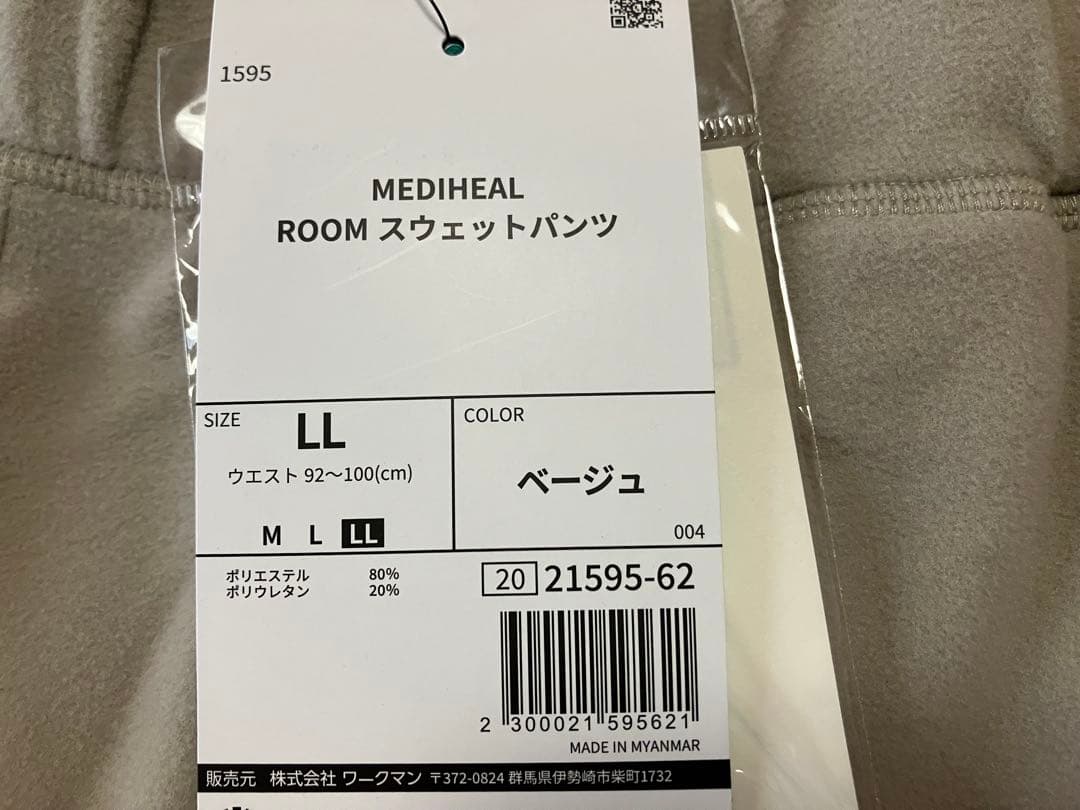 1595
MEDIHEAL
ROOM スウェットパンツ
SIZE
LL
ウエスト 92～100(cm)
M L LL
COLOR
ベージュ
004
ポリエステル 80%
ポリウレタン 20%
20 21595-62
2 300021 595621
MADE IN MYANMAR
販売元 株式会社 ワークマン 〒372-0824 群馬県伊勢崎市柴町1732